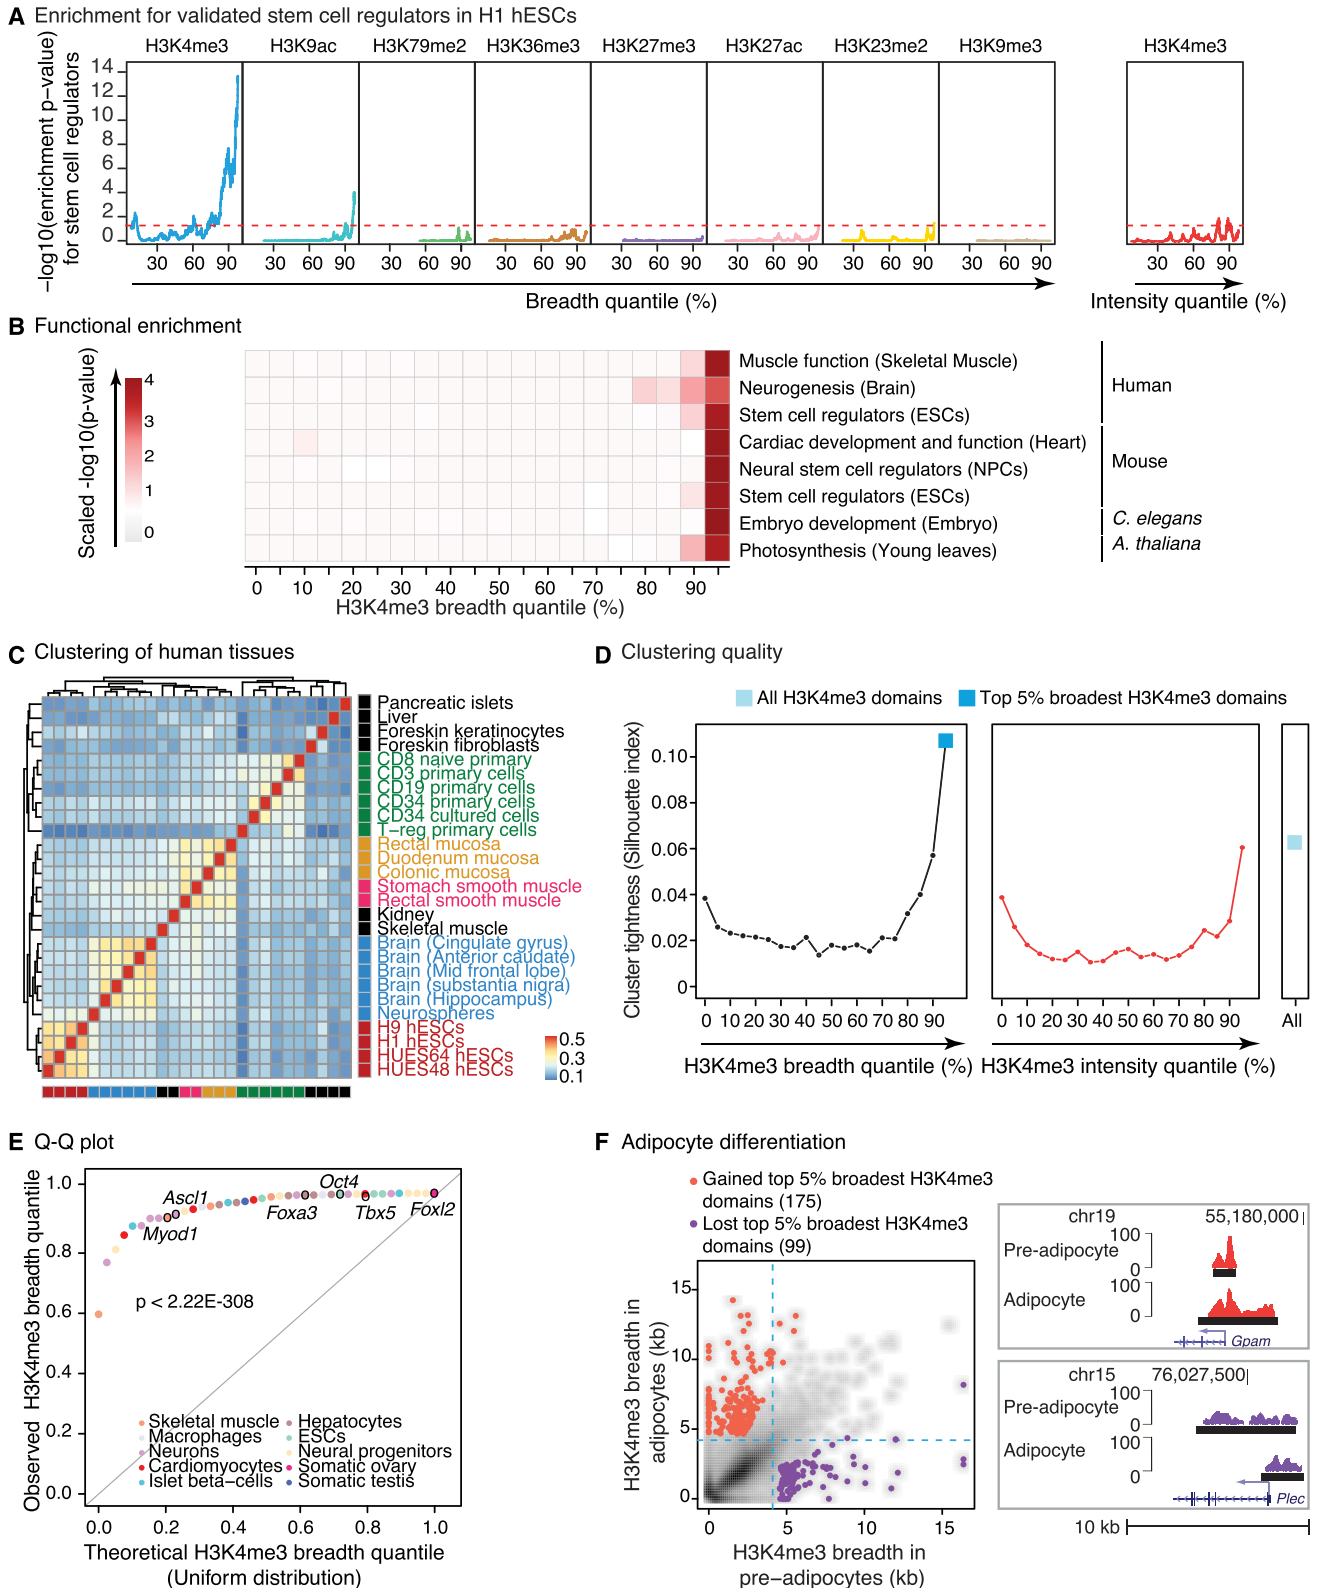 A Enrichment for validated stem cell regulators in H1 hESCs
H3K4me3 H3K9ac H3K79me2 H3K36me3 H3K27me3 H3K27ac H3K23me2 H3K9me3 H3K4me3
−log10(enrichment p−value)
for stem cell regulators
14
12
10
8
6
4
2
0
30 60 90 30 60 90 30 60 90 30 60 90 30 60 90 30 60 90 30 60 90 30 60 90 30 60 90
Breadth quantile (%)
Intensity quantile (%)
B Functional enrichment
Scaled -log10(p-value)
4
3
2
1
0
Muscle function (Skeletal Muscle)
Neurogenesis (Brain)
Stem cell regulators (ESCs)
Cardiac development and function (Heart)
Neural stem cell regulators (NPCs)
Stem cell regulators (ESCs)
Embryo development (Embryo)
Photosynthesis (Young leaves)
Human
Mouse
C. elegans
A. thaliana
0 10 20 30 40 50 60 70 80 90
H3K4me3 breadth quantile (%)
C Clustering of human tissues
Pancreatic islets
Liver
Foreskin keratinocytes
Foreskin fibroblasts
CD8 naive primary
CD3 primary cells
CD19 primary cells
CD34 primary cells
CD34 cultured cells
T−reg primary cells
Rectal mucosa
Duodenum mucosa
Colonic mucosa
Stomach smooth muscle
Rectal smooth muscle
Kidney
Skeletal muscle
Brain (Cingulate gyrus)
Brain (Anterior caudate)
Brain (Mid frontal lobe)
Brain (substantia nigra)
Brain (Hippocampus)
Neurospheres
H9 hESCs
H1 hESCs
HUES64 hESCs
HUES48 hESCs
0.5
0.3
0.1
D Clustering quality
All H3K4me3 domains
Top 5% broadest H3K4me3 domains
Cluster tightness (Silhouette index)
0.10
0.08
0.06
0.04
0.02
0
0 10 20 30 40 50 60 70 80 90
0 10 20 30 40 50 60 70 80 90
All
H3K4me3 breadth quantile (%)
H3K4me3 intensity quantile (%)
E Q-Q plot
Observed H3K4me3 breadth quantile
1.0
0.8
0.6
0.4
0.2
0.0
Ascl1
Oct4
Myod1
Foxa3
Tbx5
Foxl2
p < 2.22E-308
Skeletal muscle
Macrophages
Neurons
Cardiomyocytes
Islet beta−cells
Hepatocytes
ESCs
Neural progenitors
Somatic ovary
Somatic testis
0.0 0.2 0.4 0.6 0.8 1.0
Theoretical H3K4me3 breadth quantile
(Uniform distribution)
F Adipocyte differentiation
Gained top 5% broadest H3K4me3
domains (175)
Lost top 5% broadest H3K4me3
domains (99)
H3K4me3 breadth in
adipocytes (kb)
15
10
5
0
0 5 10 15
H3K4me3 breadth in
pre−adipocytes (kb)
chr19 55,180,000
Pre-adipocyte
100
0
Adipocyte
100
0
Gpam
chr15 76,027,500
Pre-adipocyte
100
0
Adipocyte
100
0
Plec
10 kb